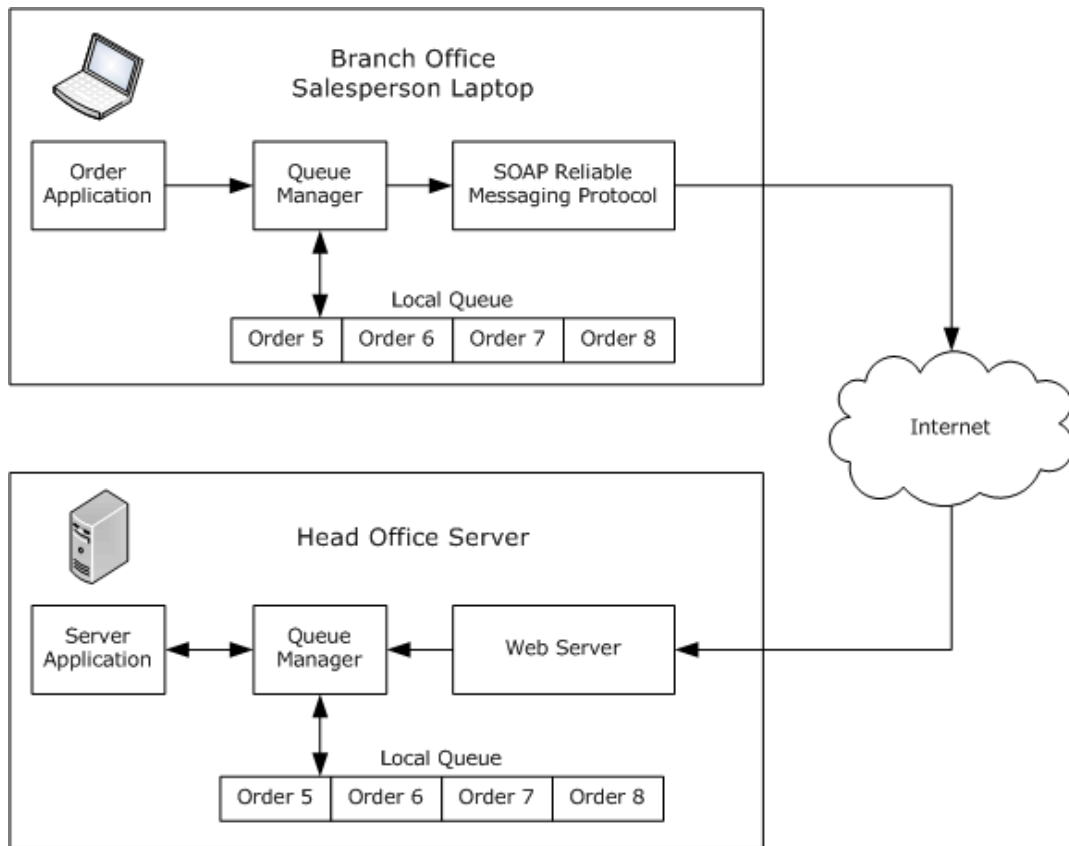 Branch Office
Salesperson Laptop
Order
Application
Queue
Manager
SOAP Reliable
Messaging Protocol
Local Queue
Order 5
Order 6
Order 7
Order 8
Internet
Head Office Server
Server
Application
Queue
Manager
Web Server
Local Queue
Order 5
Order 6
Order 7
Order 8